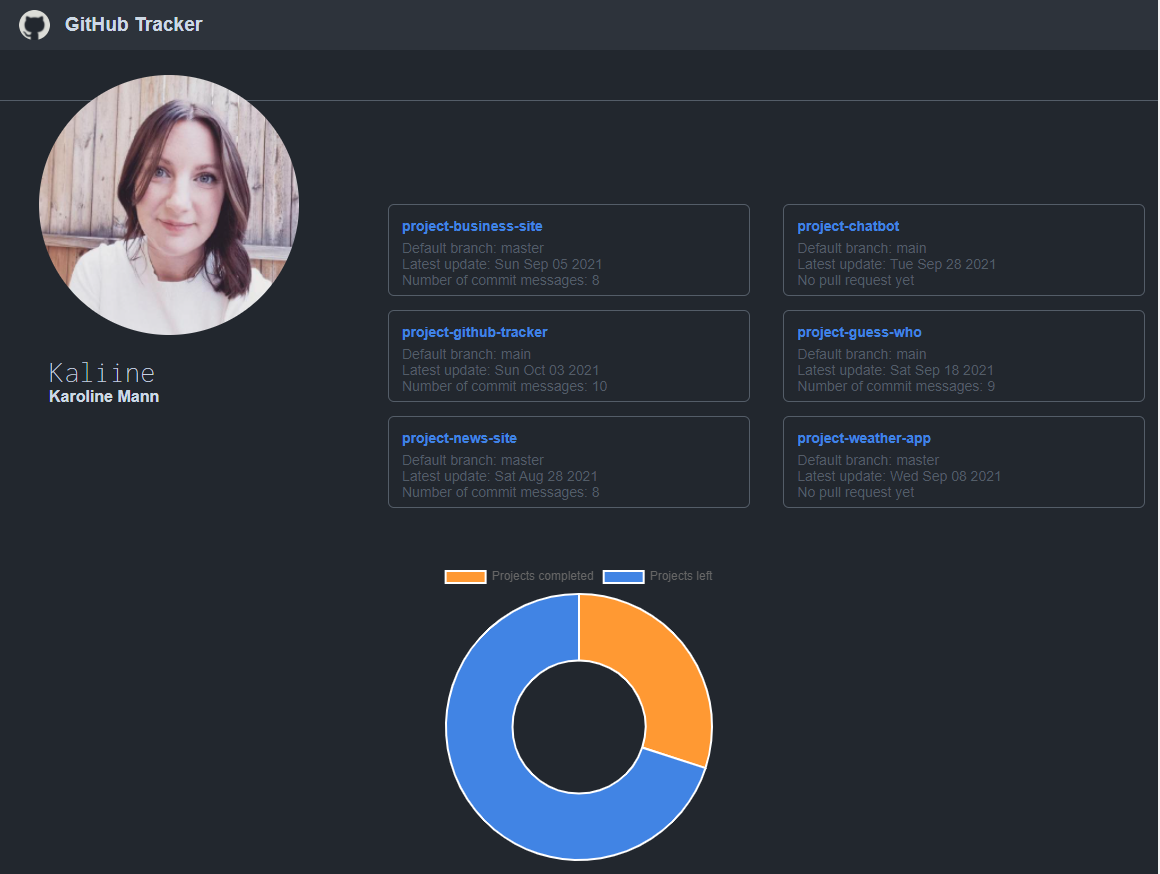 GitHub Tracker
Kaliine
Karoline Mann
project-business-site
Default branch: master
Latest update: Sun Sep 05 2021
Number of commit messages: 8
project-chatbot
Default branch: main
Latest update: Tue Sep 28 2021
No pull request yet
project-github-tracker
Default branch: main
Latest update: Sun Oct 03 2021
Number of commit messages: 10
project-guess-who
Default branch: main
Latest update: Sat Sep 18 2021
Number of commit messages: 9
project-news-site
Default branch: master
Latest update: Sat Aug 28 2021
Number of commit messages: 8
project-weather-app
Default branch: master
Latest update: Wed Sep 08 2021
No pull request yet
Projects completed
Projects left